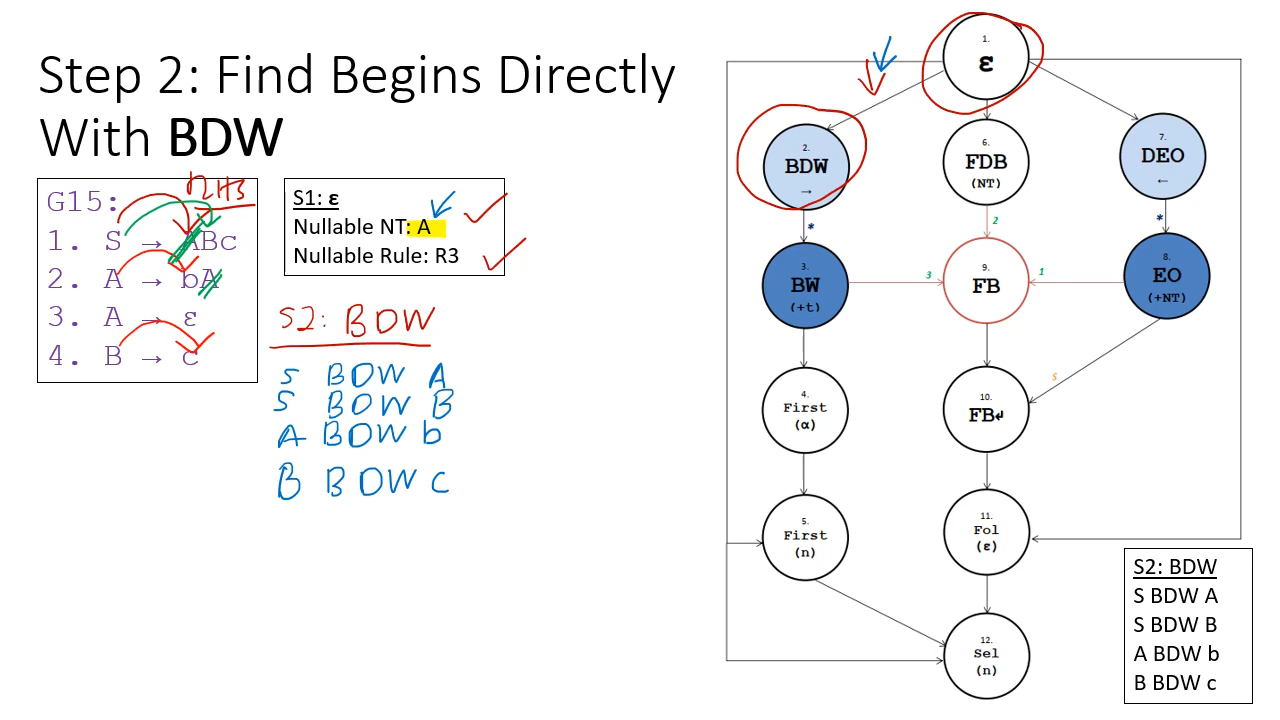 Step 2: Find Begins Directly
With BDW
G15:
1. S → ABc
2. A → bA
3. A → ε
4. B → c
S1: ε
Nullable NT: A
Nullable Rule: R3
S2: BDW
S BDW A
S BDW B
A BDW b
B BDW c
1.
ε
2.
BDW
→
6.
FDB
(NT)
7.
DEO
←
*
2
*
3.
BW
(+t)
3
9.
FB
1
8.
EO
(+NT)
4.
First
(α)
10.
FB↲
S
5.
First
(n)
11.
Fol
(ε)
12.
Sel
(n)
S2: BDW
S BDW A
S BDW B
A BDW b
B BDW c